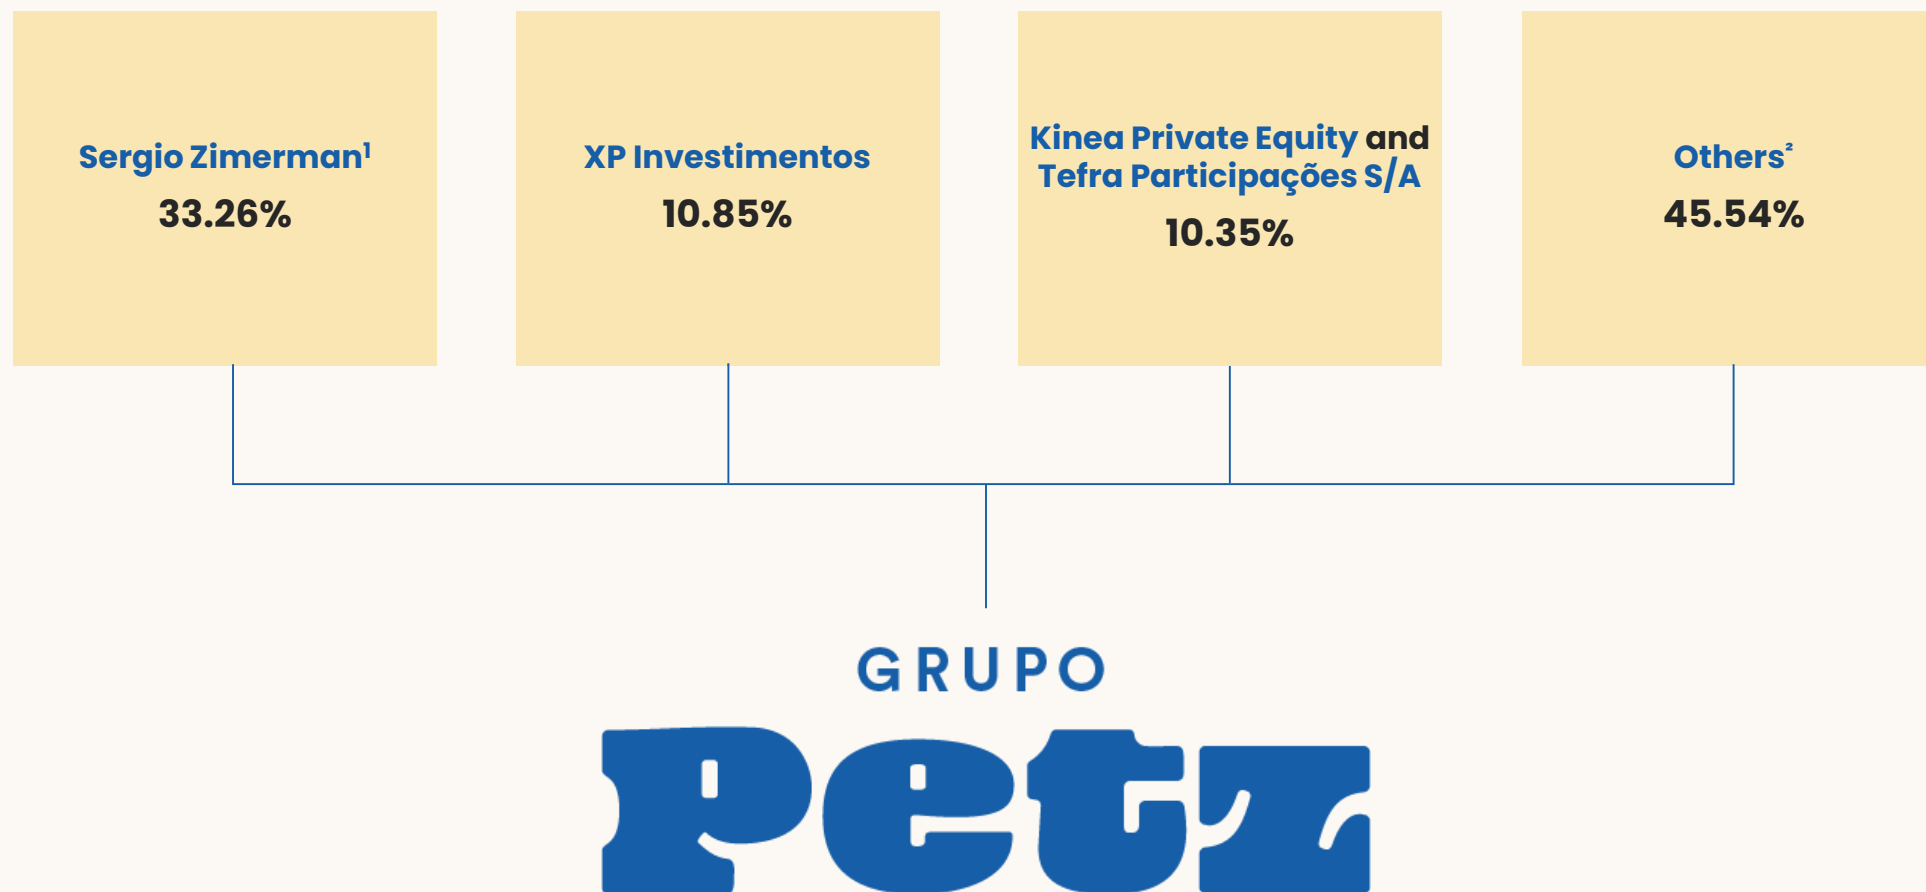 Sergio Zimerman¹
33.26%
XP Investimentos
10.85%
Kinea Private Equity and
Tefra Participações S/A
10.35%
Others²
45.54%
GRUPO
Petz